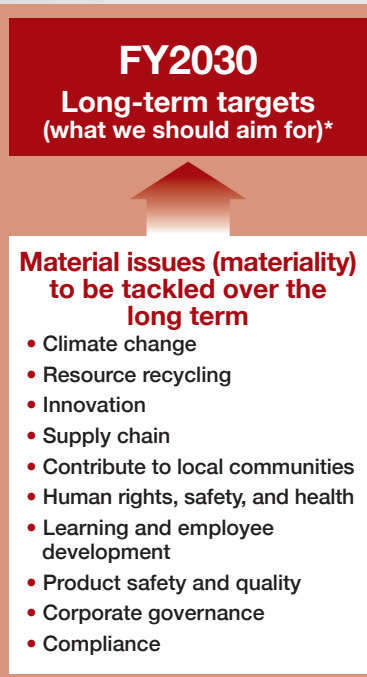 FY2030
Long-term targets
(what we should aim for)*
Material issues (materiality)
to be tackled over the
long term
• Climate change
• Resource recycling
• Innovation
• Supply chain
• Contribute to local communities
• Human rights, safety, and health
• Learning and employee
development
• Product safety and quality
• Corporate governance
• Compliance